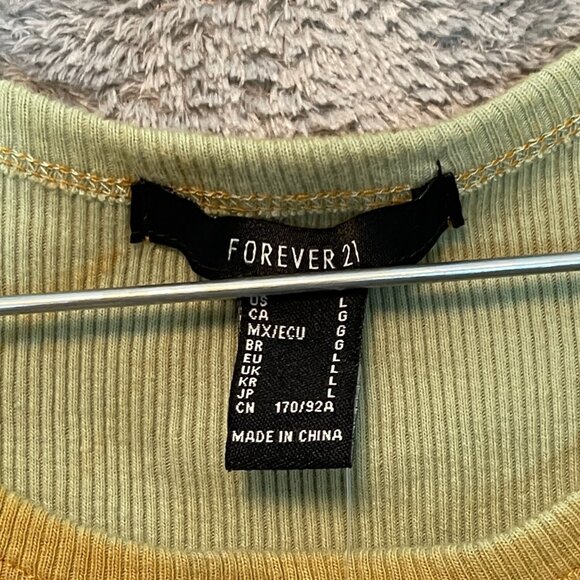 FOREVER 21
US L
CA G
MX/ECU G
BR G
EU L
UK L
KR L
JP L
CN 170/92A
MADE IN CHINA